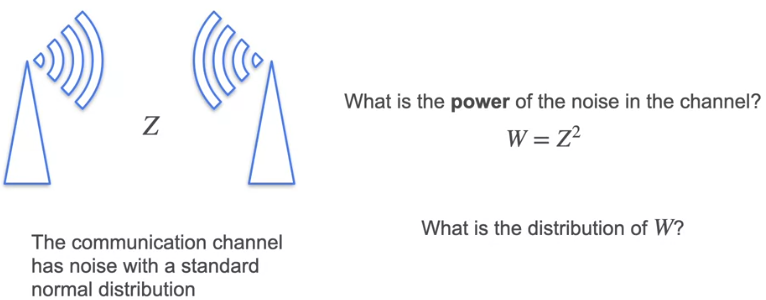 Z
The communication channel
has noise with a standard
normal distribution
What is the power of the noise in the channel?
W = Z²
What is the distribution of W?